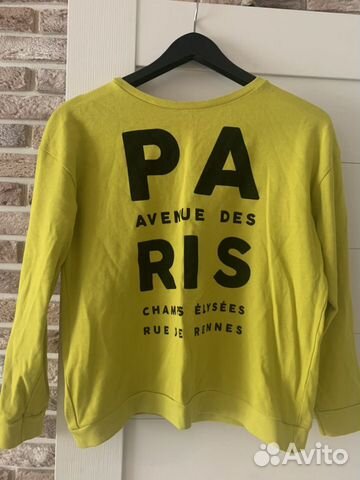 PA
AVENUE DES
RIS
CHAMPS ÉLYSÉES
RUE DE RENNES
Avito